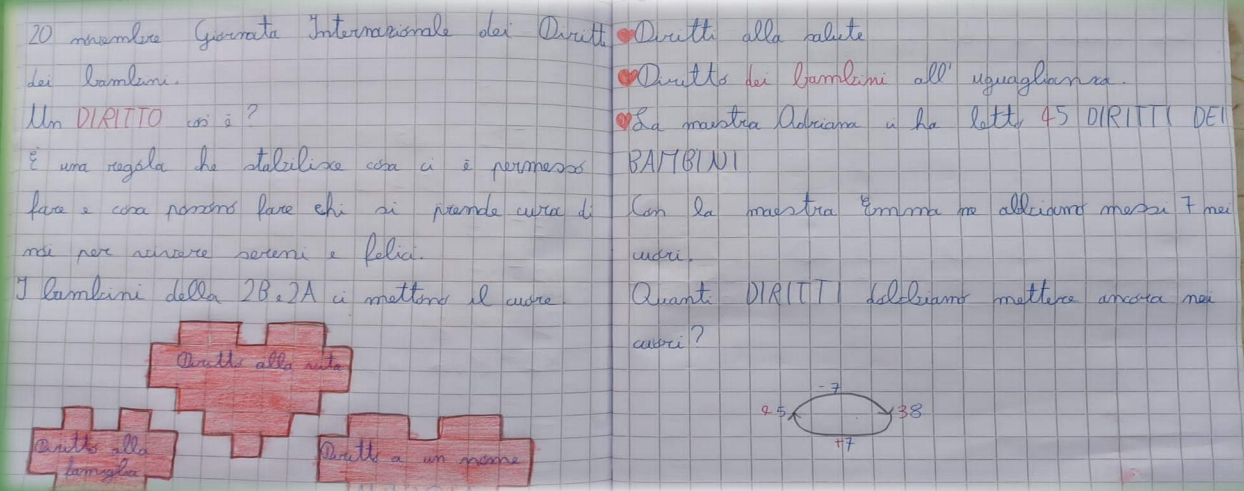 20 novembre Giornata Internazionale dei Diritti
dei bambini.
Un DIRITTO cos'è?
È una regola che stabilisce cosa ci è permesso
fare e cosa possono fare chi si prende cura di
noi per vivere sereni e felici.
I bambini della 2B e 2A ci mettono il cuore.
Diritto alla vita
Diritto alla
famiglia
Diritto a un nome
Diritti alla salute
Diritto dei bambini all'uguaglianza.
La maestra Adriana ci ha letto 45 DIRITTI DEI
BAMBINI
Con la maestra Emma ne abbiamo messi 7 nei
cuori.
Quanti DIRITTI dobbiamo mettere ancora nei
cuori?
-7
45 38
+7